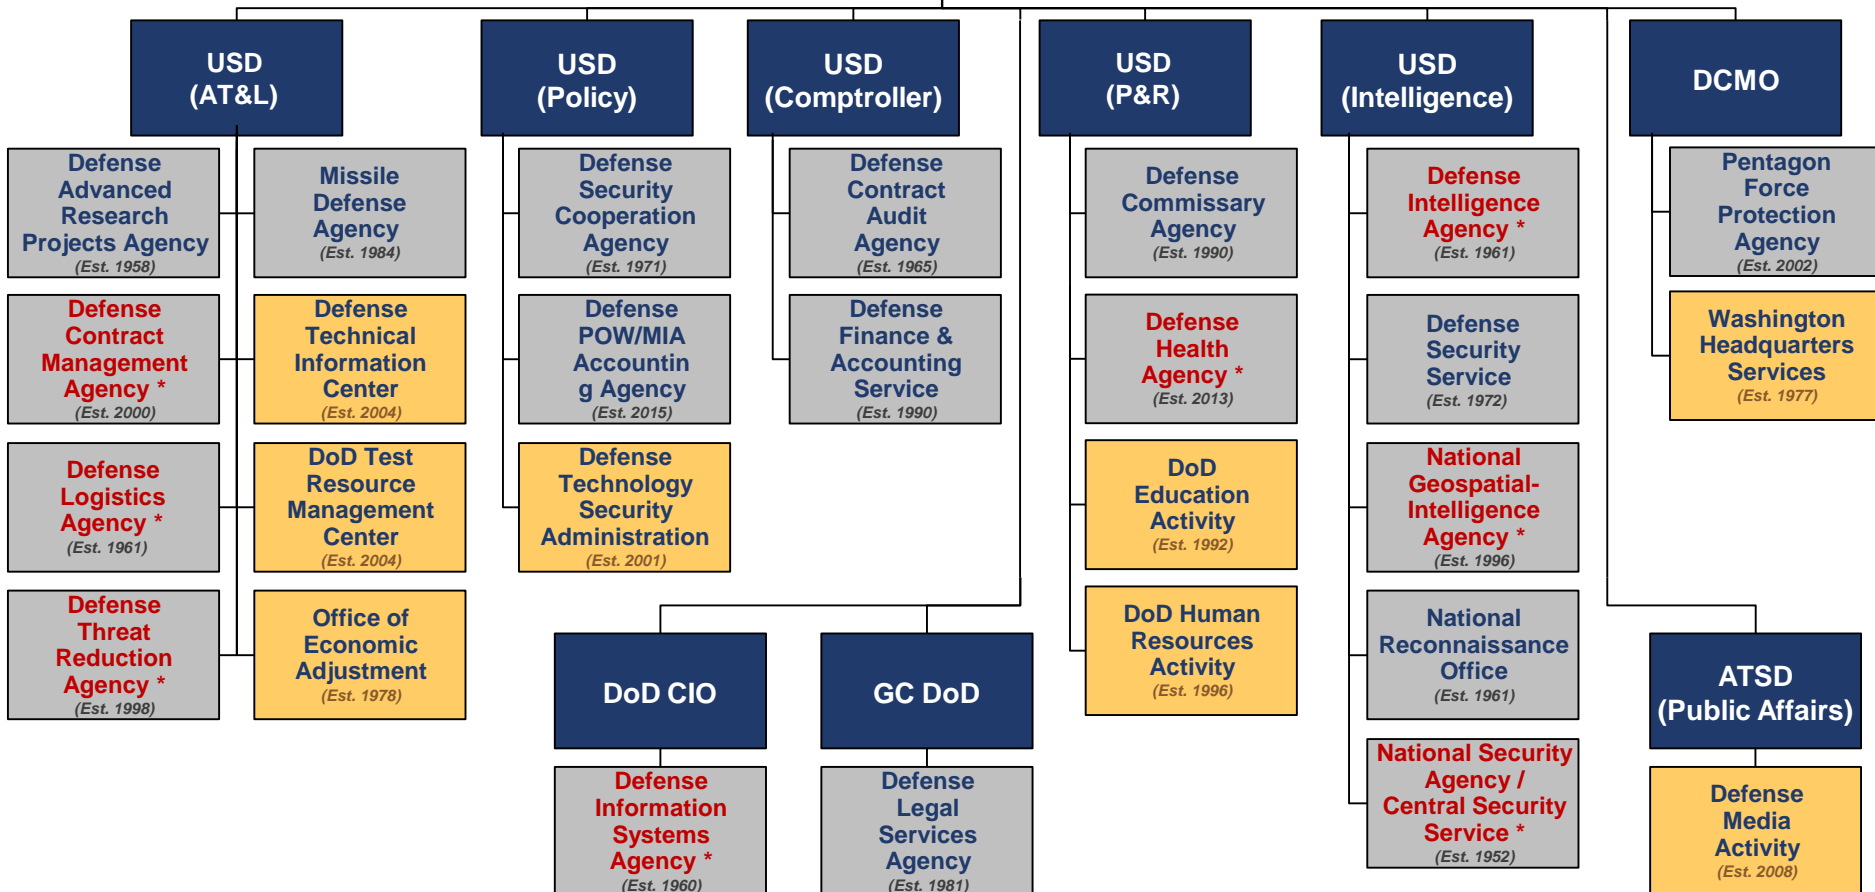 USD
(AT&L)
USD
(Policy)
USD
(Comptroller)
USD
(P&R)
USD
(Intelligence)
DCMO
Defense
Advanced
Research
Projects Agency
(Est. 1958)
Missile
Defense
Agency
(Est. 1984)
Defense
Security
Cooperation
Agency
(Est. 1971)
Defense
Contract
Audit
Agency
(Est. 1965)
Defense
Commissary
Agency
(Est. 1990)
Defense
Intelligence
Agency *
(Est. 1961)
Pentagon
Force
Protection
Agency
(Est. 2002)
Defense
Contract
Management
Agency *
(Est. 2000)
Defense
Technical
Information
Center
(Est. 2004)
Defense
POW/MIA
Accountin
g Agency
(Est. 2015)
Defense
Finance &
Accounting
Service
(Est. 1990)
Defense
Health
Agency *
(Est. 2013)
Defense
Security
Service
(Est. 1972)
Washington
Headquarters
Services
(Est. 1977)
Defense
Logistics
Agency *
(Est. 1961)
DoD Test
Resource
Management
Center
(Est. 2004)
Defense
Technology
Security
Administration
(Est. 2001)
DoD
Education
Activity
(Est. 1992)
National
Geospatial-
Intelligence
Agency *
(Est. 1996)
Defense
Threat
Reduction
Agency *
(Est. 1998)
Office of
Economic
Adjustment
(Est. 1978)
DoD CIO
GC DoD
DoD Human
Resources
Activity
(Est. 1996)
National
Reconnaissance
Office
(Est. 1961)
ATSD
(Public Affairs)
Defense
Information
Systems
Agency *
(Est. 1960)
Defense
Legal
Services
Agency
(Est. 1981)
National Security
Agency /
Central Security
Service *
(Est. 1952)
Defense
Media
Activity
(Est. 2008)